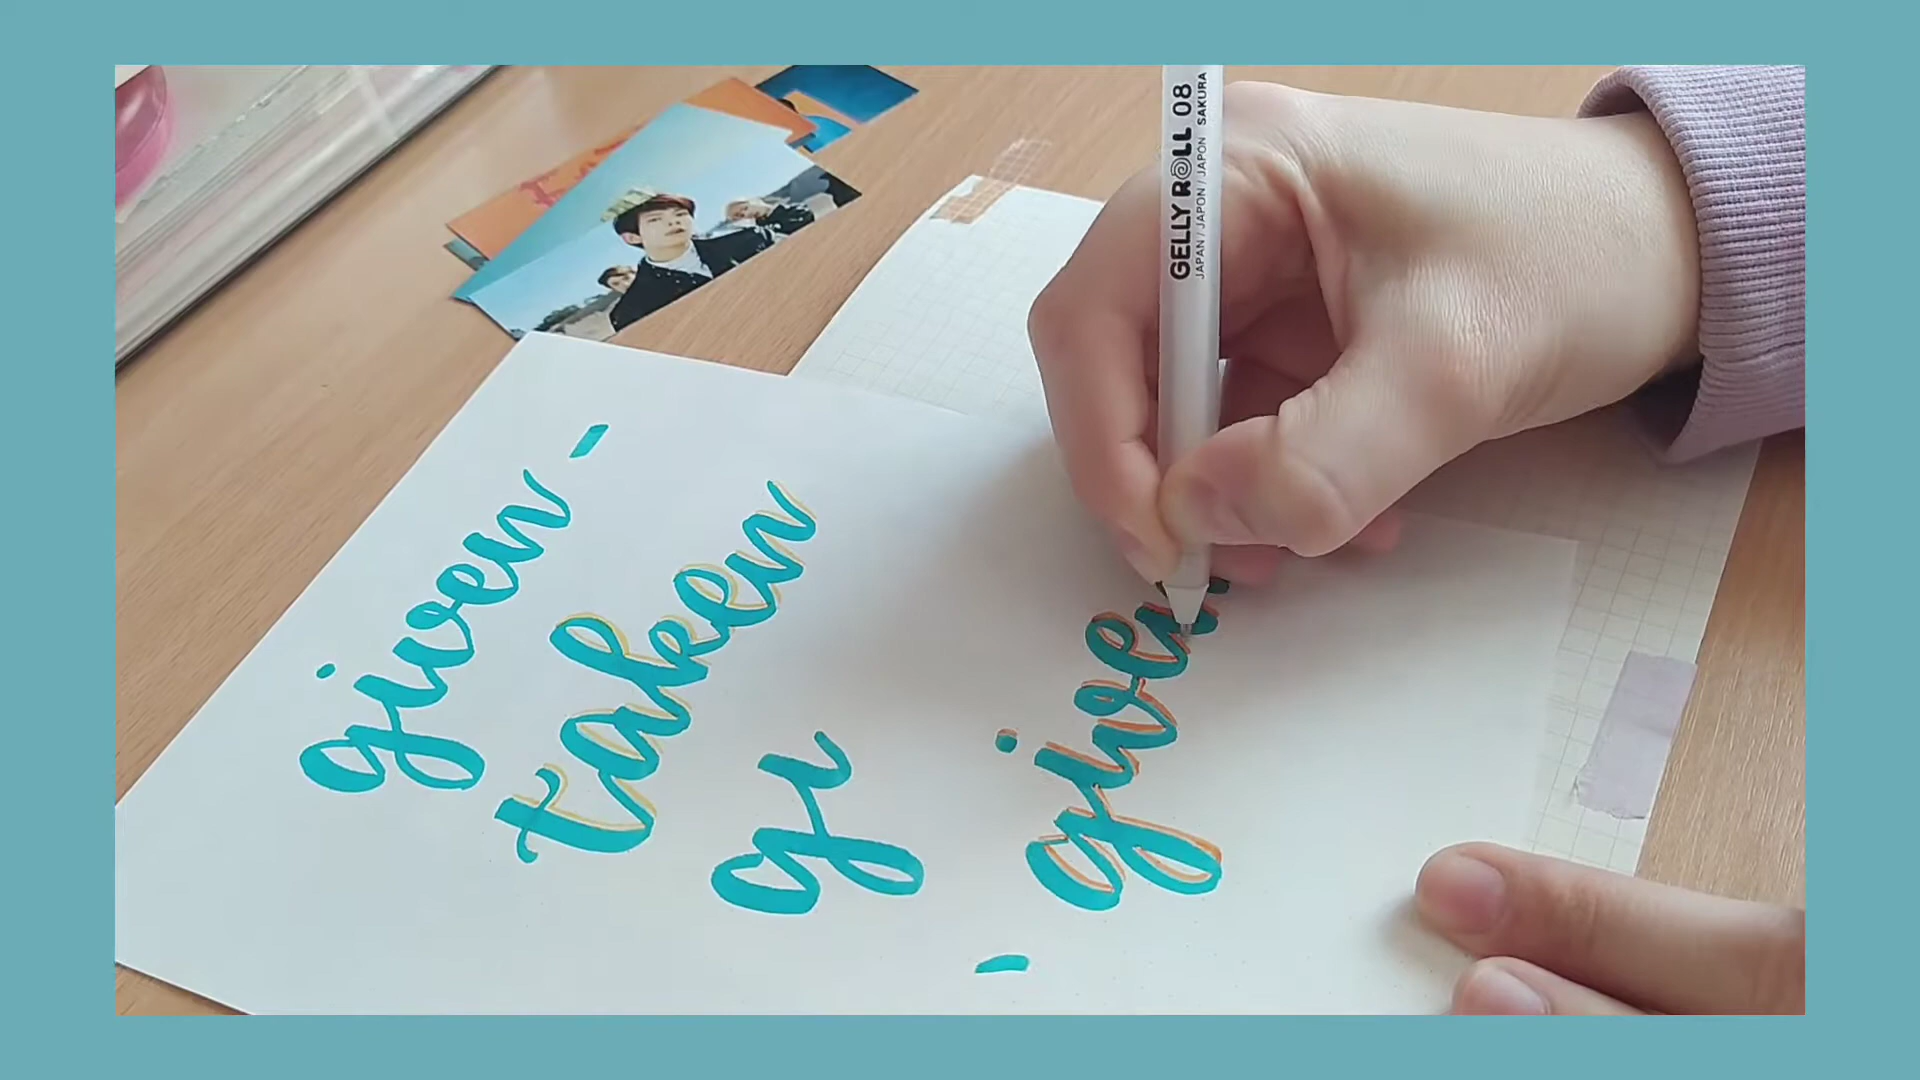 GELLY ROLL 08 SAKURA
JAPAN / JAPON / JAPON
given -
taken
gi
given
-